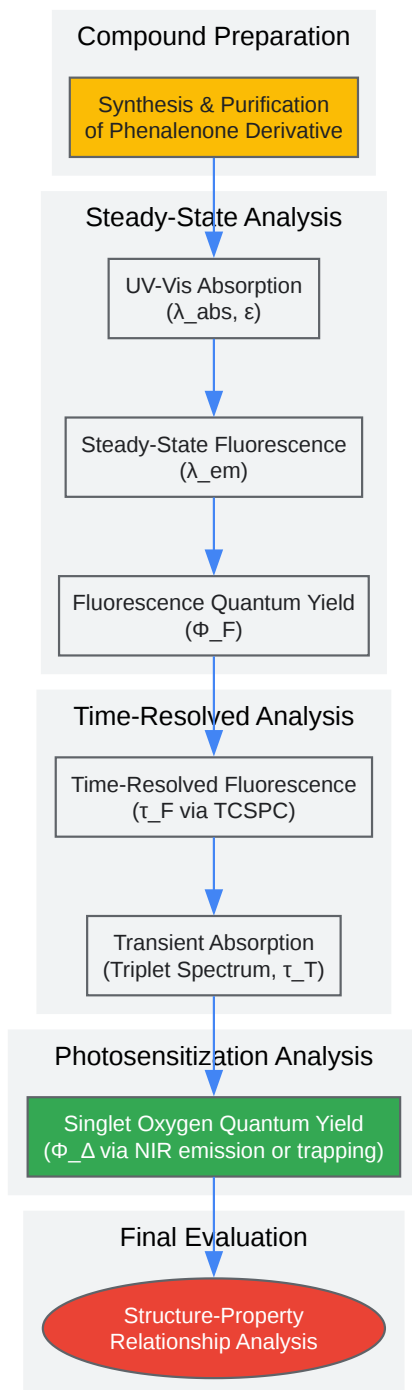 Compound Preparation
Synthesis & Purification
of Phenalenone Derivative
Steady-State Analysis
UV-Vis Absorption
(λ_abs, ε)
Steady-State Fluorescence
(λ_em)
Fluorescence Quantum Yield
(Φ_F)
Time-Resolved Analysis
Time-Resolved Fluorescence
(τ_F via TCSPC)
Transient Absorption
(Triplet Spectrum, τ_T)
Photosensitization Analysis
Singlet Oxygen Quantum Yield
(Φ_Δ via NIR emission or trapping)
Final Evaluation
Structure-Property
Relationship Analysis